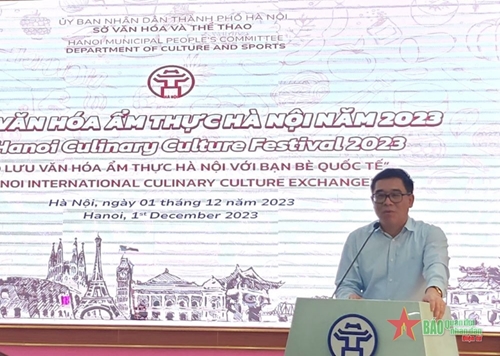 ỦY BAN NHÂN DÂN THÀNH PHỐ HÀ NỘI
SỞ VĂN HÓA VÀ THỂ THAO
HANOI MUNICIPAL PEOPLE'S COMMITTEE
DEPARTMENT OF CULTURE AND SPORTS
VĂN HÓA ẨM THỰC HÀ NỘI NĂM 2023
Hanoi Culinary Culture Festival 2023
LƯU VĂN HÓA ẨM THỰC HÀ NỘI VỚI BẠN BÈ QUỐC TẾ"
NOI INTERNATIONAL CULINARY CULTURE EXCHANGE
Hà Nội, ngày 01 tháng 12 năm 2023
Hanoi, 1st December 2023
BÁO